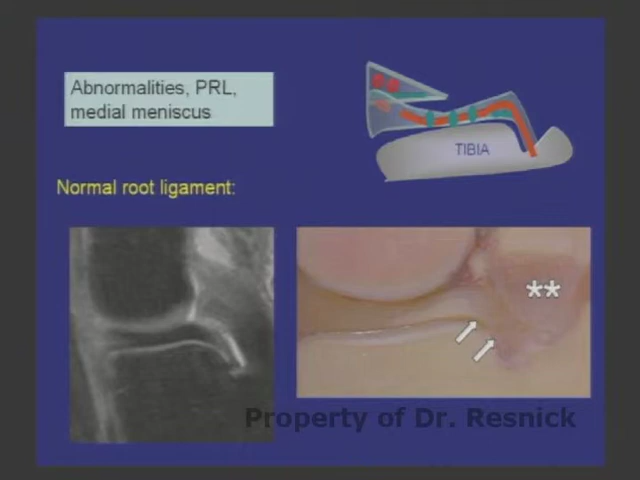 Abnormalities, PRL,
medial meniscus
TIBIA
Normal root ligament:
**
Property of Dr. Resnick